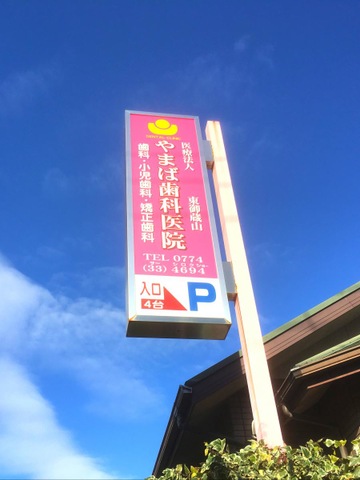 医療法人
東御蔵山
やまば歯科医院
歯科・小児歯科・矯正歯科
TEL 0774
(33) 4694
入口
P
4台